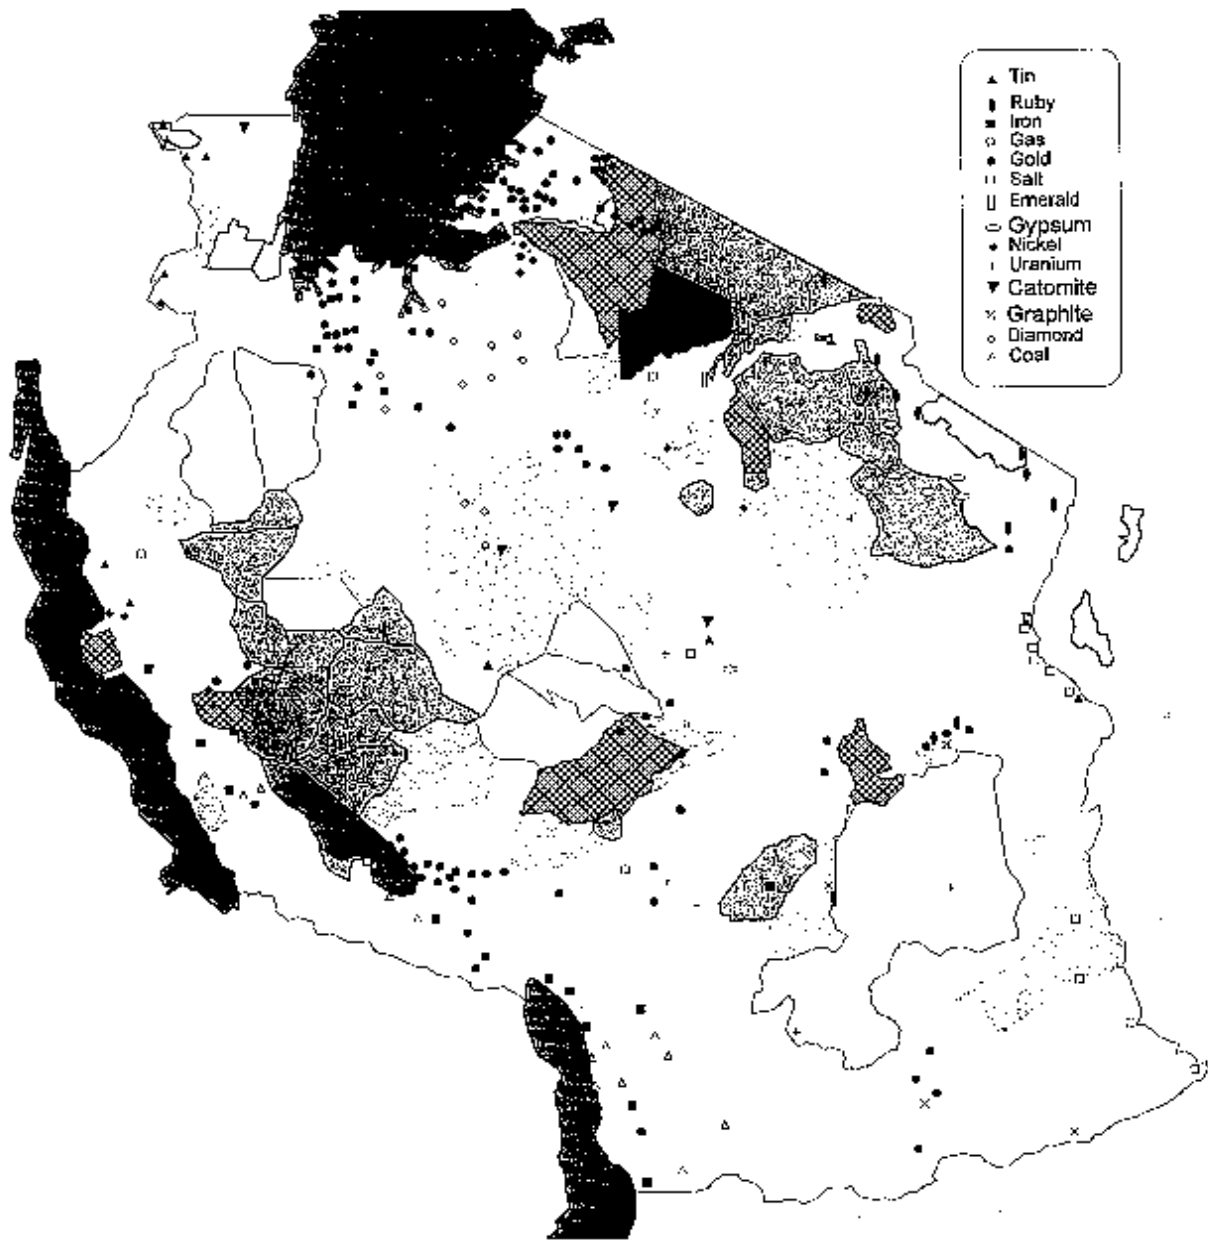 Tin
Ruby
Iron
Gas
Gold
Salt
Emerald
Gypsum
Nickel
Uranium
Catomite
Graphite
Diamond
Coal